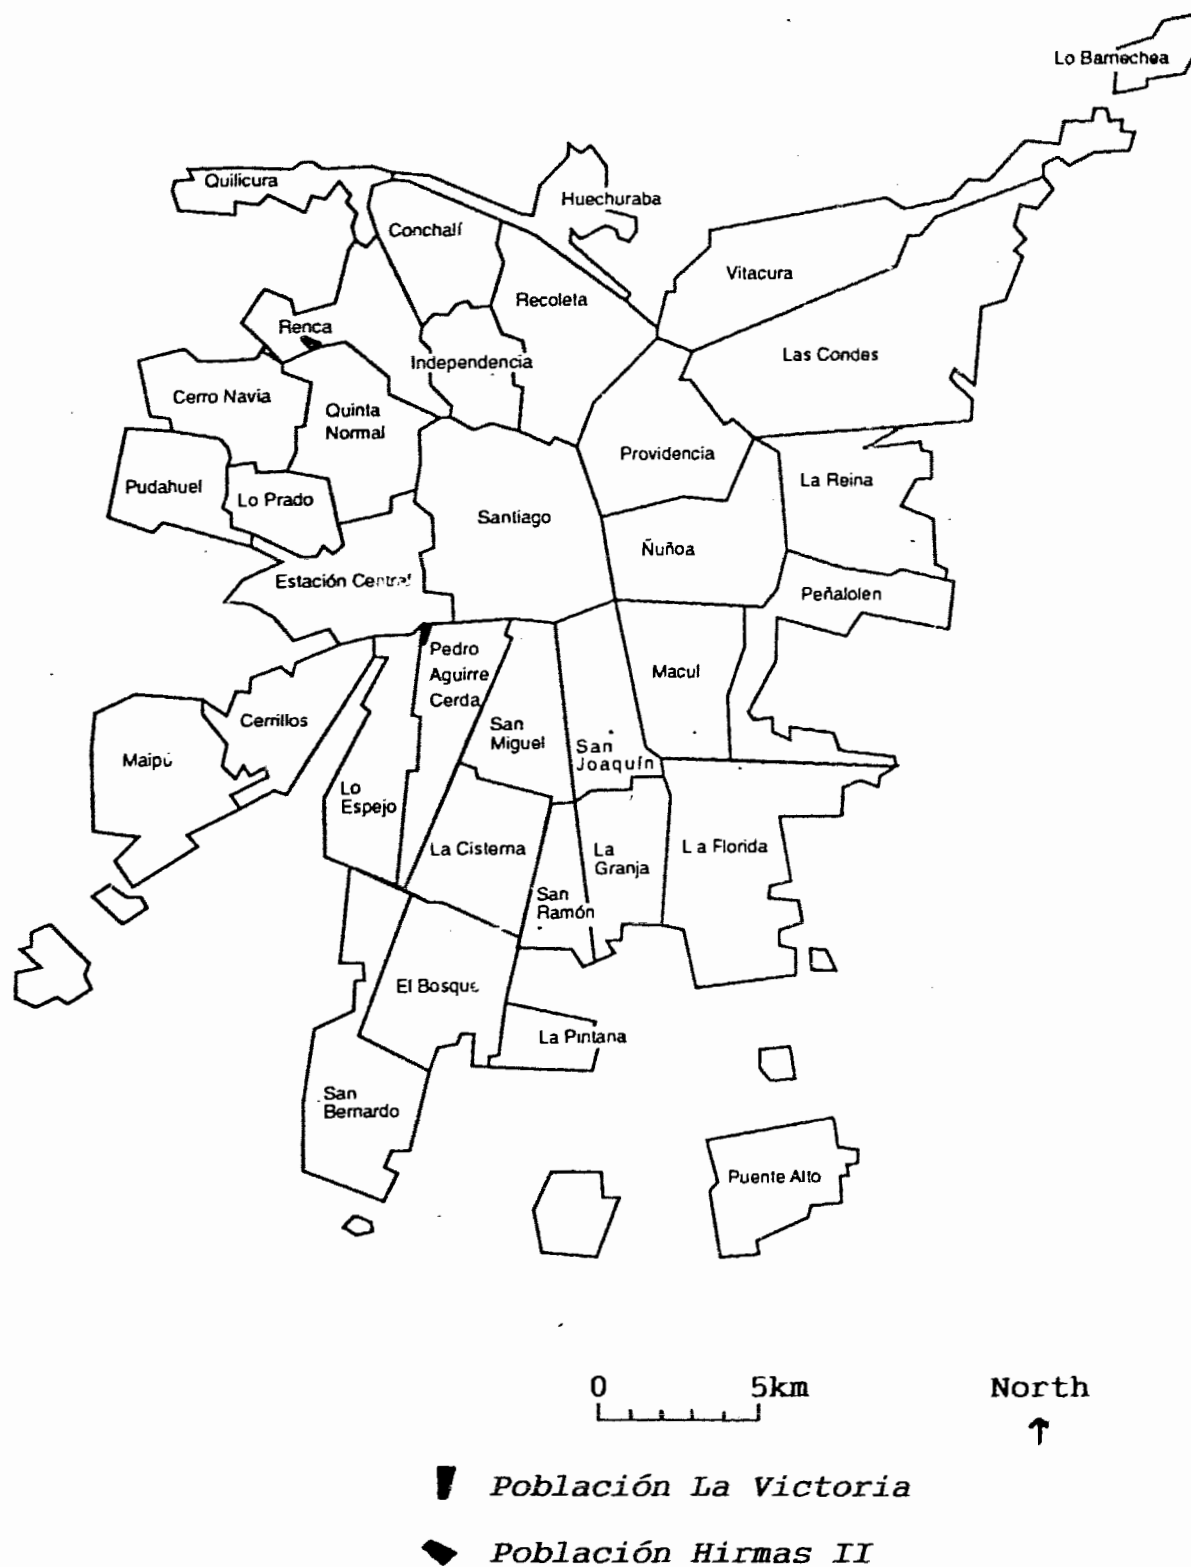 Lo Barnechea
Quilicura
Huechuraba
Conchalí
Vitacura
Recoleta
Renca
Las Condes
Independencia
Cerro Navia
Quinta
Normal
Providencia
La Reina
Pudahuel
Lo Prado
Santiago
Ñuñoa
Estación Central
Peñalolen
Pedro
Aguirre
Cerda
Macul
Cerrillos
San
Miguel
San
Joaquín
Maipú
Lo
Espejo
La Cisterna
La
Granja
La Florida
San
Ramón
El Bosque
La Pintana
San
Bernardo
Puente Alto
0 5km
North
Población La Victoria
Población Hirmas II